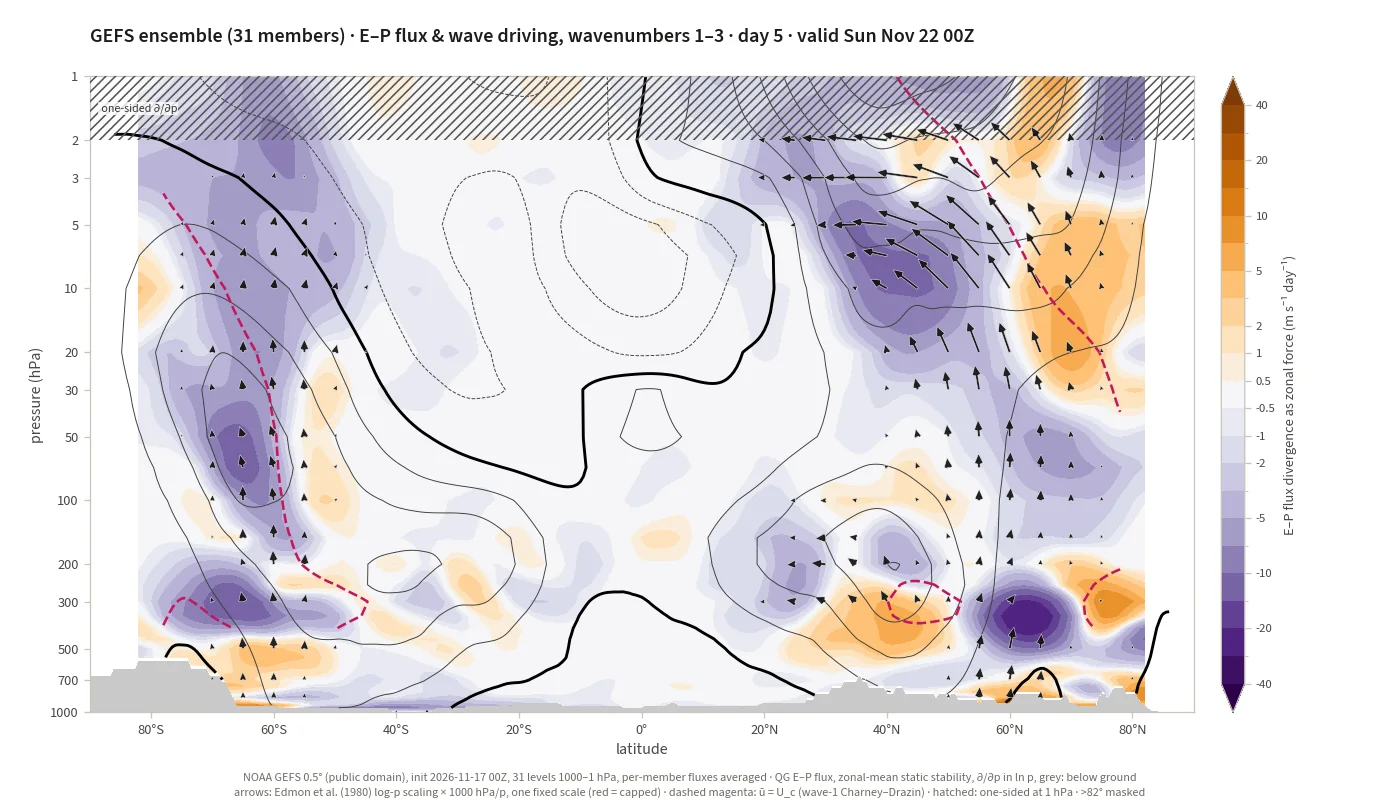 GEFS ensemble (31 members) · E–P flux & wave driving, wavenumbers 1–3 · day 5 · valid Sun Nov 22 00Z
one-sided ∂/∂p
pressure (hPa)
1
2
3
5
10
20
30
50
100
200
300
500
700
1000
80°S
60°S
40°S
20°S
0°
20°N
40°N
60°N
80°N
latitude
40
20
10
5
2
1
0.5
-0.5
-1
-2
-5
-10
-20
-40
E–P flux divergence as zonal force (m s⁻¹ day⁻¹)
NOAA GEFS 0.5° (public domain), init 2026-11-17 00Z, 31 levels 1000–1 hPa, per-member fluxes averaged · QG E–P flux, zonal-mean static stability, ∂/∂p in ln p, grey: below ground
arrows: Edmon et al. (1980) log-p scaling × 1000 hPa/p, one fixed scale (red = capped) · dashed magenta: ū = U_c (wave-1 Charney–Drazin) · hatched: one-sided at 1 hPa · >82° masked